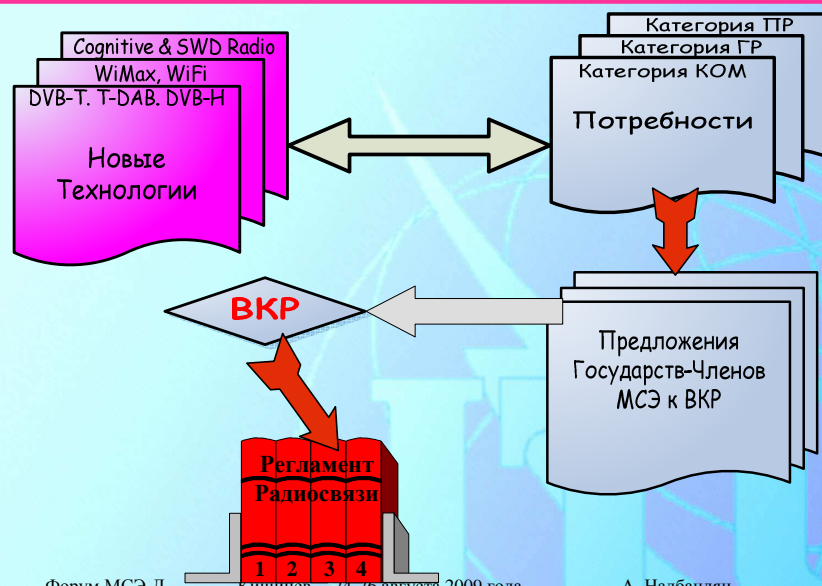 Cognitive & SWD Radio
WiMax, WiFi
DVB-T. T-DAB. DVB-H
Новые
Технологии
Категория ПР
Категория ГР
Категория КОМ
Потребности
ВКР
Предложения
Государств-Членов
МСЭ к ВКР
Регламент
Радиосвязи
1 2 3 4
Форум МСЭ-Д августа 2009 года А. Налбандян